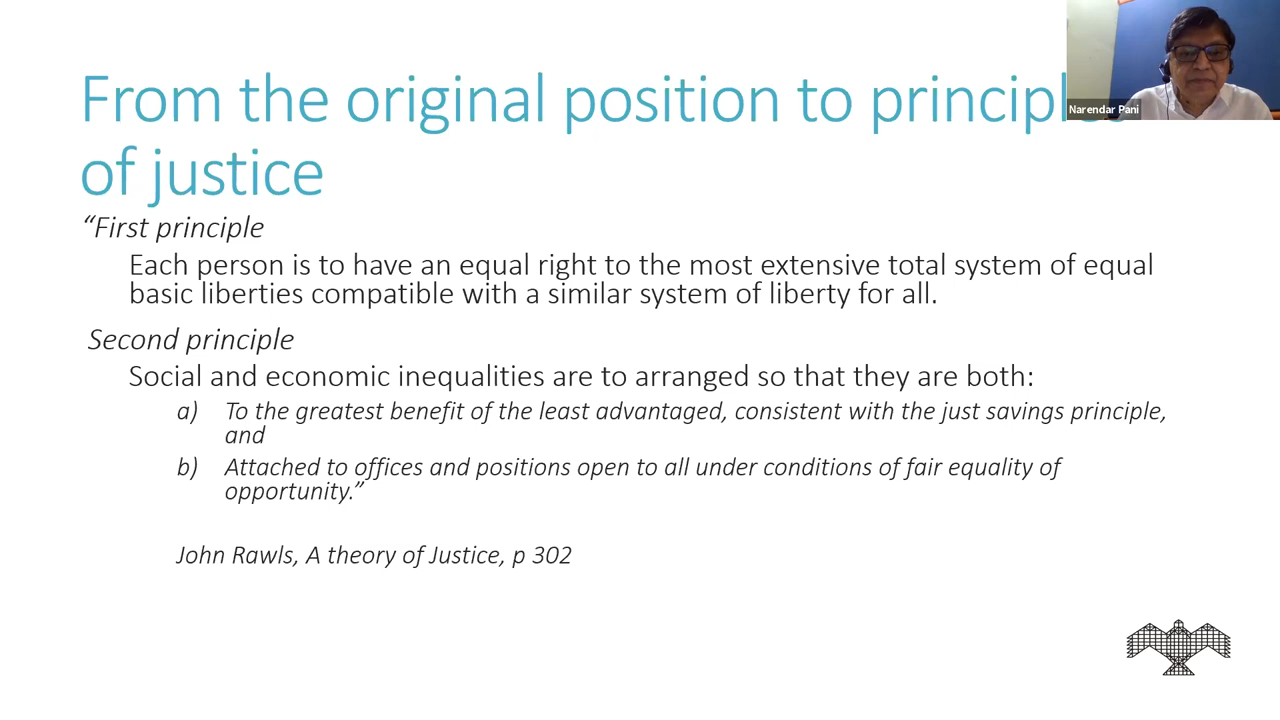 From the original position to principles
of justice
Narendar Pani
“First principle
Each person is to have an equal right to the most extensive total system of equal
basic liberties compatible with a similar system of liberty for all.
Second principle
Social and economic inequalities are to arranged so that they are both:
a) To the greatest benefit of the least advantaged, consistent with the just savings principle,
and
b) Attached to offices and positions open to all under conditions of fair equality of
opportunity.”
John Rawls, A theory of Justice, p 302